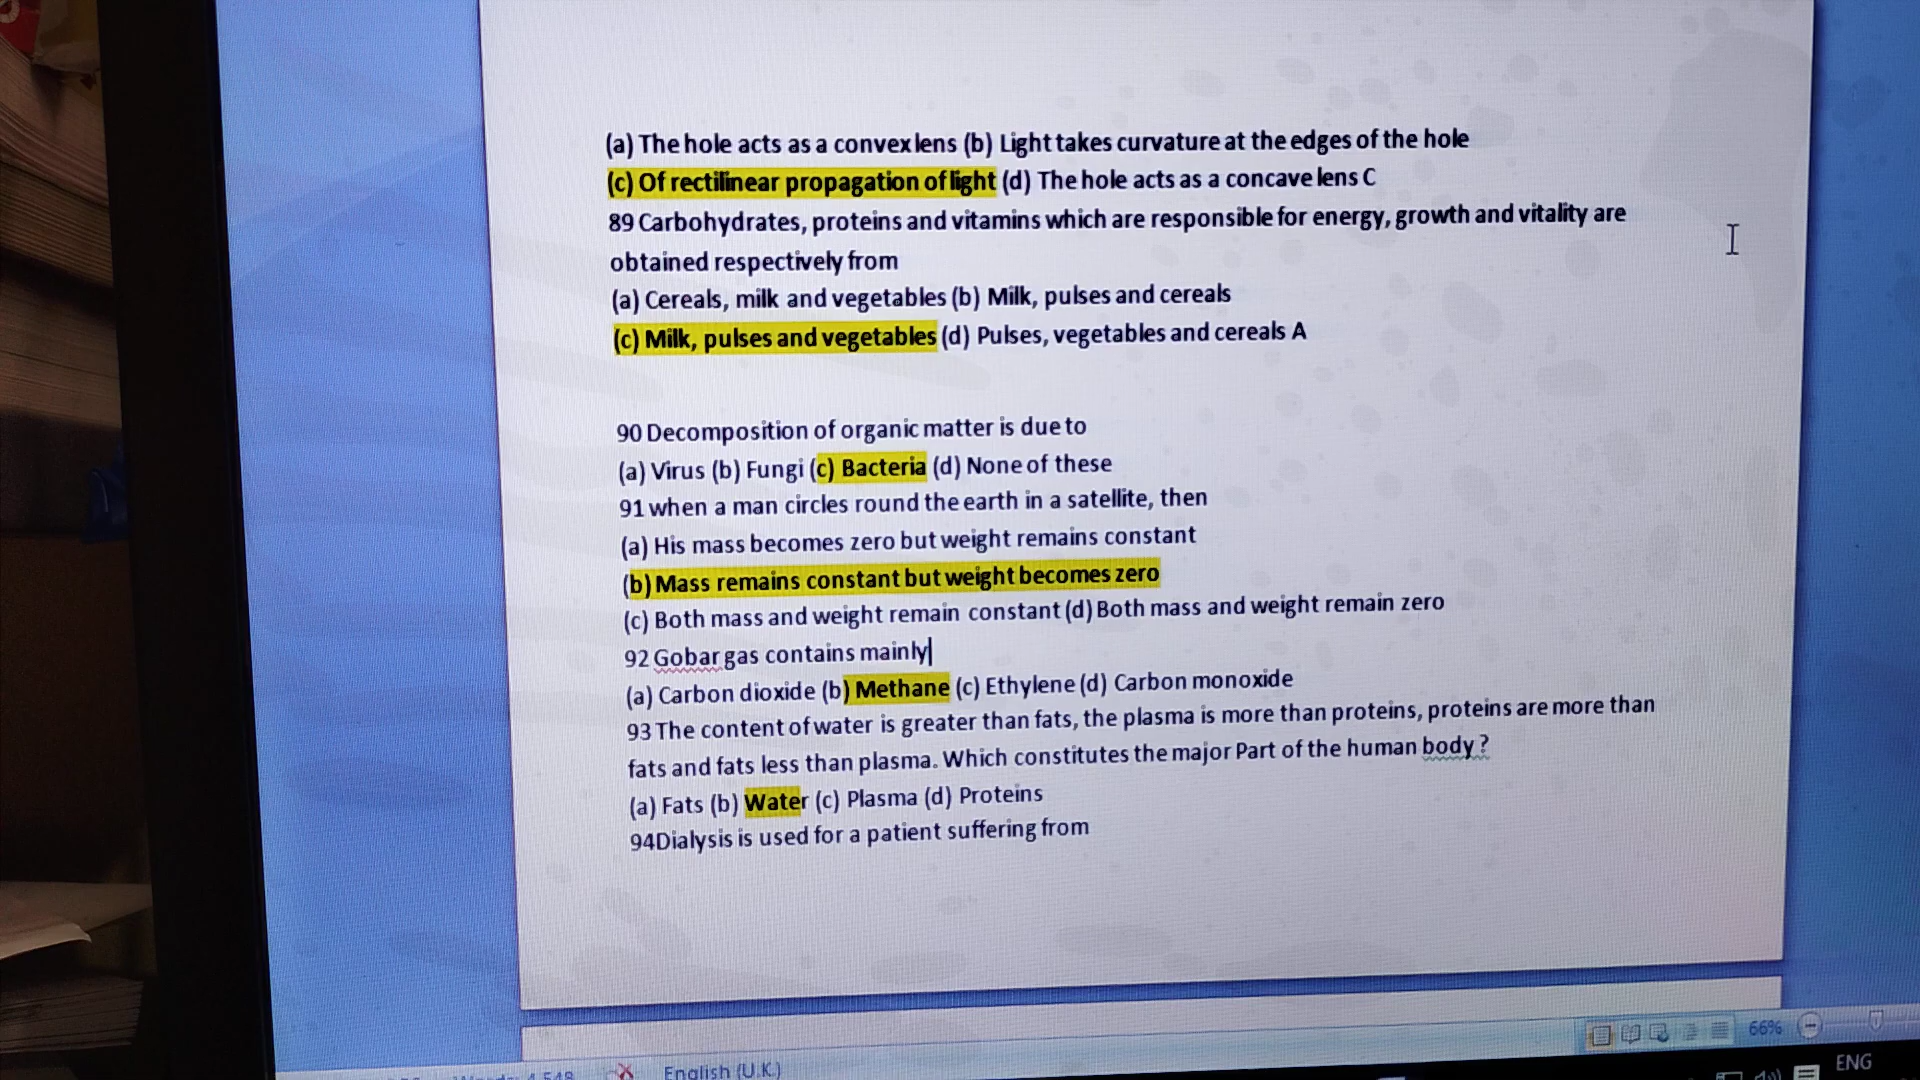 (a) The hole acts as a convex lens (b) Light takes curvature at the edges of the hole
(c) Of rectilinear propagation of light (d) The hole acts as a concave lens C
89 Carbohydrates, proteins and vitamins which are responsible for energy, growth and vitality are
obtained respectively from
(a) Cereals, milk and vegetables (b) Milk, pulses and cereals
(c) Milk, pulses and vegetables (d) Pulses, vegetables and cereals A
90 Decomposition of organic matter is due to
(a) Virus (b) Fungi (c) Bacteria (d) None of these
91 when a man circles round the earth in a satellite, then
(a) His mass becomes zero but weight remains constant
(b) Mass remains constant but weight becomes zero
(c) Both mass and weight remain constant (d) Both mass and weight remain zero
92 Gobar gas contains mainly
(a) Carbon dioxide (b) Methane (c) Ethylene (d) Carbon monoxide
93 The content of water is greater than fats, the plasma is more than proteins, proteins are more than
fats and fats less than plasma. Which constitutes the major Part of the human body ?
(a) Fats (b) Water (c) Plasma (d) Proteins
94Dialysis is used for a patient suffering from
66%
English (U.K.)
ENG